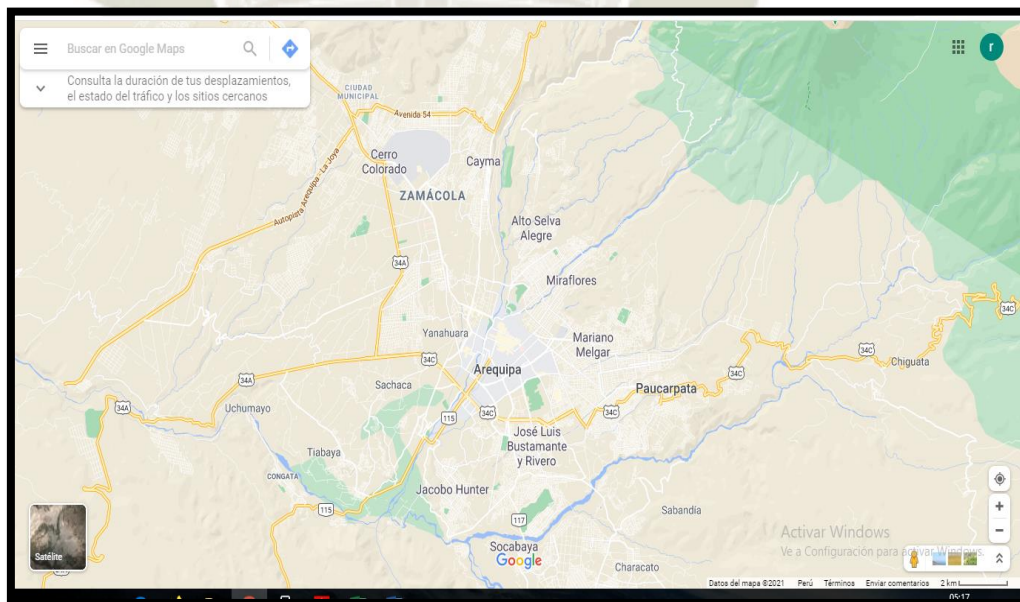 Buscar en Google Maps
Consulta la duración de tus desplazamientos,
el estado del tráfico y los sitios cercanos
r
CIUDAD
MUNICIPAL
Avenida 54
Cerro
Colorado
Cayma
ZAMÁCOLA
Autopista Arequipa - La Joya
Alto Selva
Alegre
34A
Miraflores
34C
Yanahuara
Mariano
Melgar
34C
34C
Chiguata
Arequipa
34C
34A
Sachaca
Paucarpata
34A
Uchumayo
115
34C
34C
José Luis
Bustamante
y Rivero
Tiabaya
CONGATA
Jacobo Hunter
115
117
Sabandía
Activar Windows
Ve a Configuración para activar Windows.
Satélite
Socabaya
Google
Characato
34A
Datos del mapa ©2021 Perú Términos Enviar comentarios 2 km
05:17